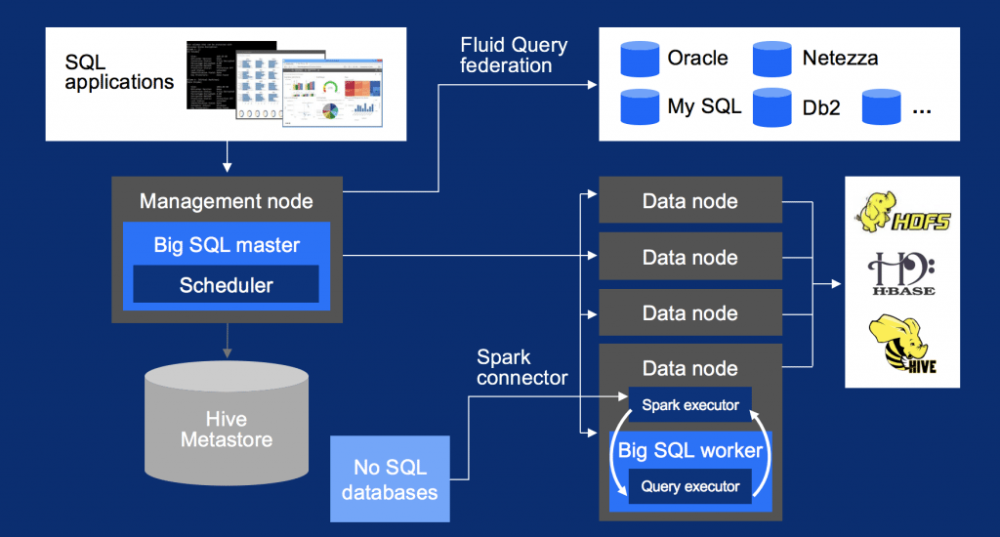 SQL
applications
Fluid Query
federation
Oracle
Netezza
My SQL
Db2
...
Management node
Big SQL master
Scheduler
Hive
Metastore
No SQL
databases
Spark
connector
Data node
Data node
Data node
Data node
Spark executor
Big SQL worker
Query executor
HDFS
H·BASE
HIVE